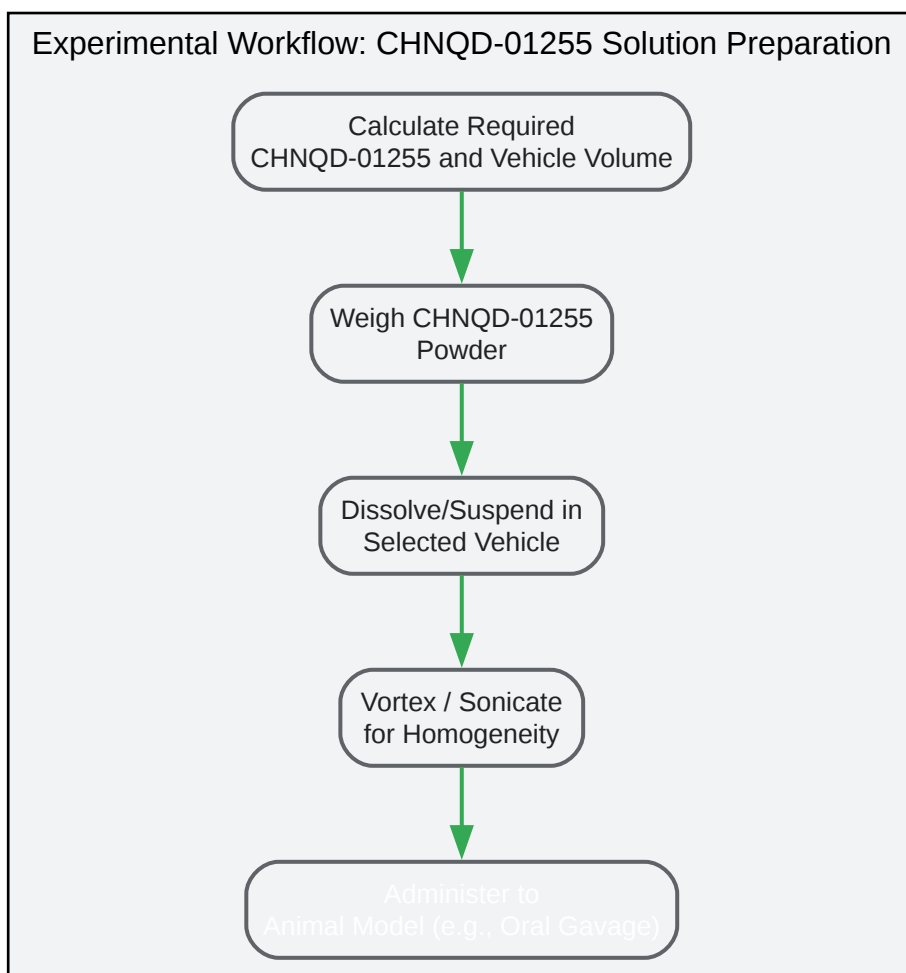 Experimental Workflow: CHNQD-01255 Solution Preparation
Calculate Required
CHNQD-01255 and Vehicle Volume
Weigh CHNQD-01255
Powder
Dissolve/Suspend in
Selected Vehicle
Vortex / Sonicate
for Homogeneity
Administer to
Animal Model (e.g., Oral Gavage)